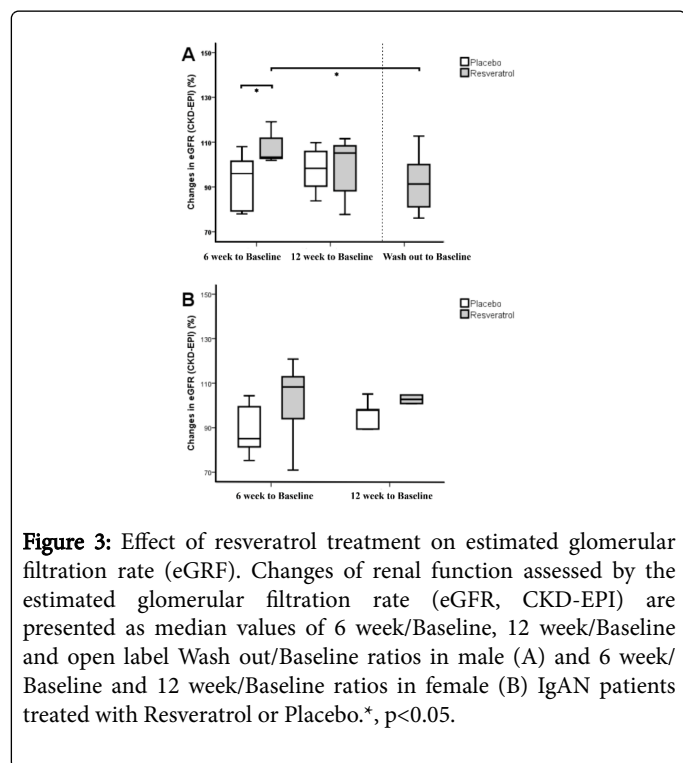 A
Changes in eGFR (CKD-EPI) (%)
150
130
110
90
70
*
*
Placebo
Resveratrol
6 week to Baseline
12 week to Baseline
Wash out to Baseline
B
Changes in eGFR (CKD-EPI) (%)
150
130
110
90
70
Placebo
Resveratrol
6 week to Baseline
12 week to Baseline
Figure 3: Effect of resveratrol treatment on estimated glomerular
filtration rate (eGRF). Changes of renal function assessed by the
estimated glomerular filtration rate (eGFR, CKD-EPI) are
presented as median values of 6 week/Baseline, 12 week/Baseline
and open label Wash out/Baseline ratios in male (A) and 6 week/
Baseline and 12 week/Baseline ratios in female (B) IgAN patients
treated with Resveratrol or Placebo.*, p<0.05.